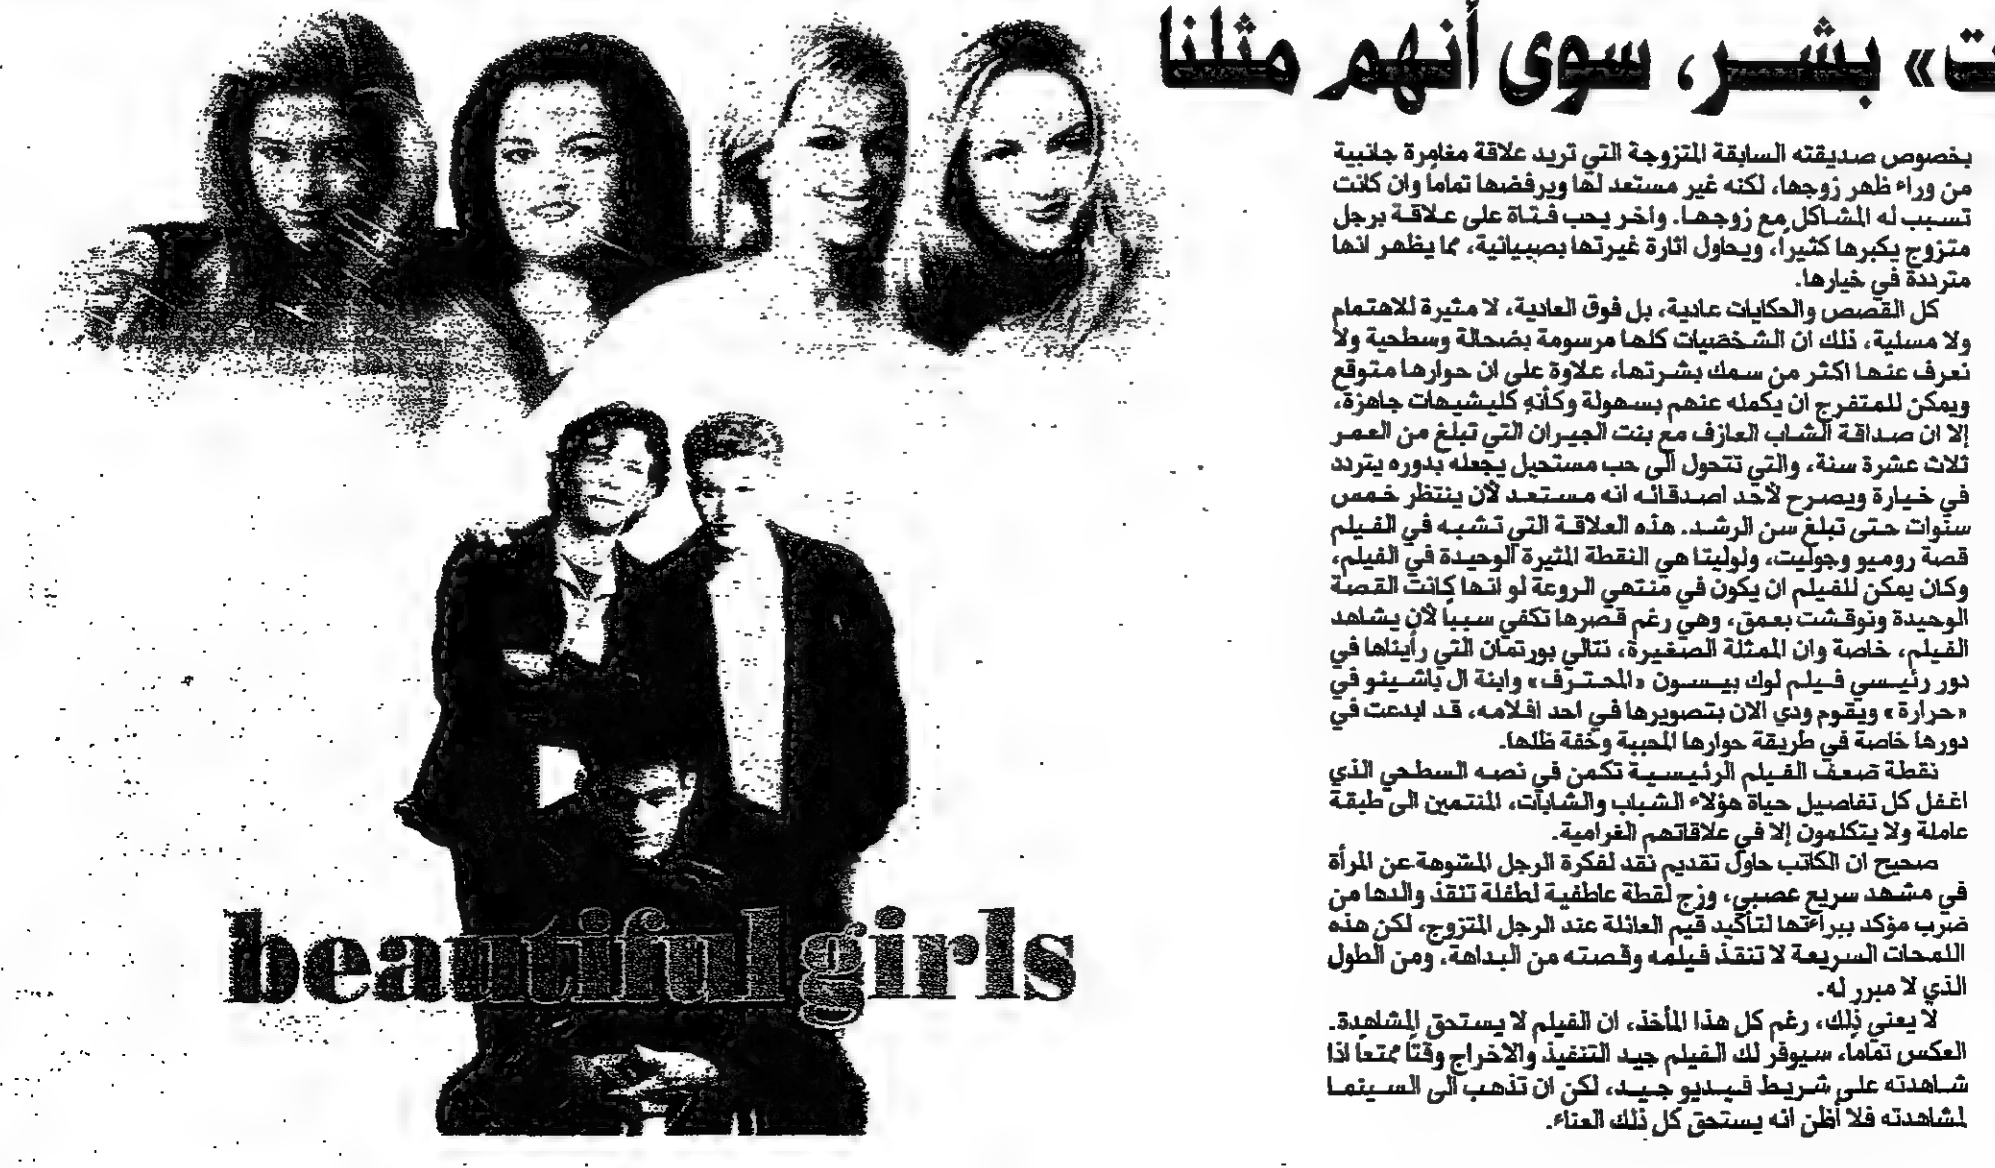 ت» بشــر، سوى أنهم مثلنا
بخصوص صديقته السابقة المتزوجة التي تريد علاقة مغامرة جانبية
من وراء ظهر زوجها، لكنه غير مستعد لها ويرفضها تماما وان كانت
تسبب له المشاكل مع زوجها. واخر يحب فتاة على علاقة برجل
متزوج يكبرها كثيراً، ويحاول اثارة غيرتها بصبيانية، مما يظهر انها
مترددة في خيارها.
كل القصص والحكايات عادية، بل فوق العادية، لا مثيرة للاهتمام
ولا مسلية، ذلك ان الشخصيات كلها مرسومة بضحالة وسطحية ولا
نعرف عنها اكثر من سمك بشرتها، علاوة على ان حوارها متوقع
ويمكن للمتفرج ان يكمله عنهم بسهولة وكأنه كليشيهات جاهزة،
إلا ان صداقة الشاب العازف مع بنت الجيران التي تبلغ من العمر
ثلاث عشرة سنة، والتي تتحول الى حب مستحيل يجعله بدوره يتردد
في خيارة ويصرح لأحد اصدقائه انه مستعد لأن ينتظر خمس
سنوات حتى تبلغ سن الرشد. هذه العلاقة التي تشبه في الفيلم
قصة روميو وجوليت، ولوليتا هي النقطة المثيرة الوحيدة في الفيلم،
وكان يمكن للفيلم ان يكون في منتهى الروعة لو انها كانت القصة
الوحيدة ونوقشت بعمق، وهي رغم قصرها تكفي سبباً لأن يشاهد
الفيلم، خاصة وان الممثلة الصغيرة، نتالي بورتمان التي رأيناها في
دور رئيسي فيلم لوك بيسون «المحترف» وابنة ال باشينو في
«حرارة» ويقوم ودي الان بتصويرها في احد افلامه، قد ابدعت في
دورها خاصة في طريقة حوارها المحببة وخفة ظلها.
نقطة ضعف الفيلم الرئيسية تكمن في نصه السطحي الذي
اغفل كل تفاصيل حياة هؤلاء الشباب والشابات، المنتمين الى طبقة
عاملة ولا يتكلمون إلا في علاقاتهم الغرامية.
صحيح ان الكاتب حاول تقديم نقد لفكرة الرجل المشوهة عن المرأة
في مشهد سريع عصبي، وزج لقطة عاطفية لطفلة تنقذ والدها من
ضرب مؤكد ببراءتها لتأكيد قيم العائلة عند الرجل المتزوج، لكن هذه
اللمحات السريعة لا تنقذ فيلمه وقصته من البداهة، ومن الطول
الذي لا مبرر له.
لا يعني ذلك، رغم كل هذا المأخذ، ان الفيلم لا يستحق المشاهدة.
العكس تماماً، سيوفر لك الفيلم جيد التنفيذ والاخراج وقتاً ممتعاً اذا
شاهدته على شريط فيديو جيد، لكن ان تذهب الى السينما
لمشاهدته فلا أظن انه يستحق كل ذلك العناء.
beautiful girls